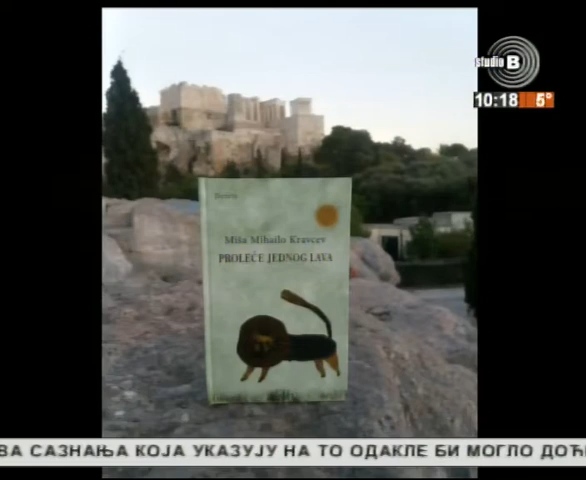 studio B
10:18 5°
Miša Mihailo Kravcev
PROLEĆE JEDNOG LAVA
ВА САЗНАЊА КОЈА УКАЗУЈУ НА ТО ОДАКЛЕ БИ МОГЛО ДОЋ